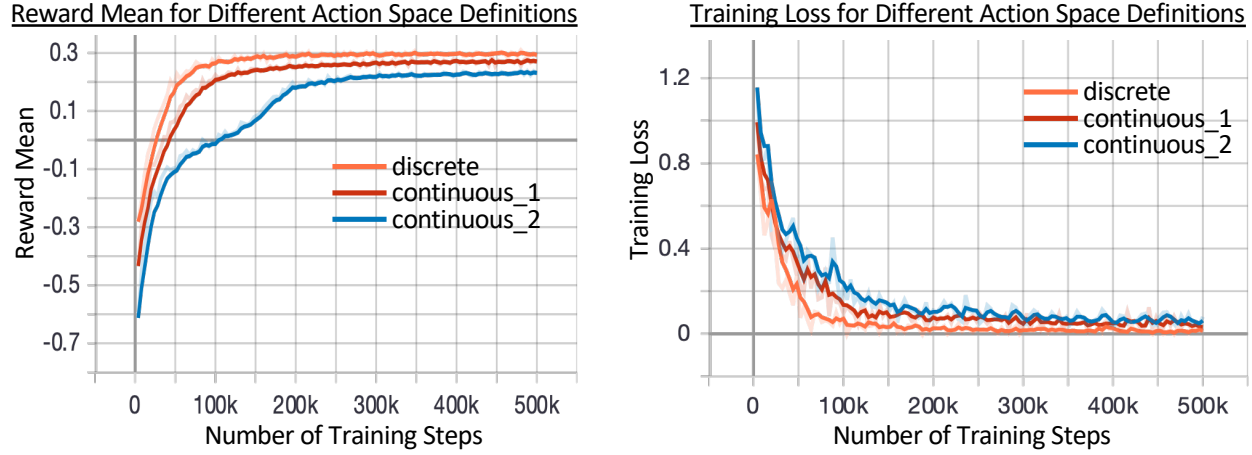 Reward Mean for Different Action Space Definitions
0.3
0.1
-0.1
-0.3
-0.5
-0.7
Reward Mean
discrete
continuous_1
continuous_2
0 100k 200k 300k 400k 500k
Number of Training Steps
Training Loss for Different Action Space Definitions
1.2
0.8
0.4
0
Training Loss
discrete
continuous_1
continuous_2
0 100k 200k 300k 400k 500k
Number of Training Steps